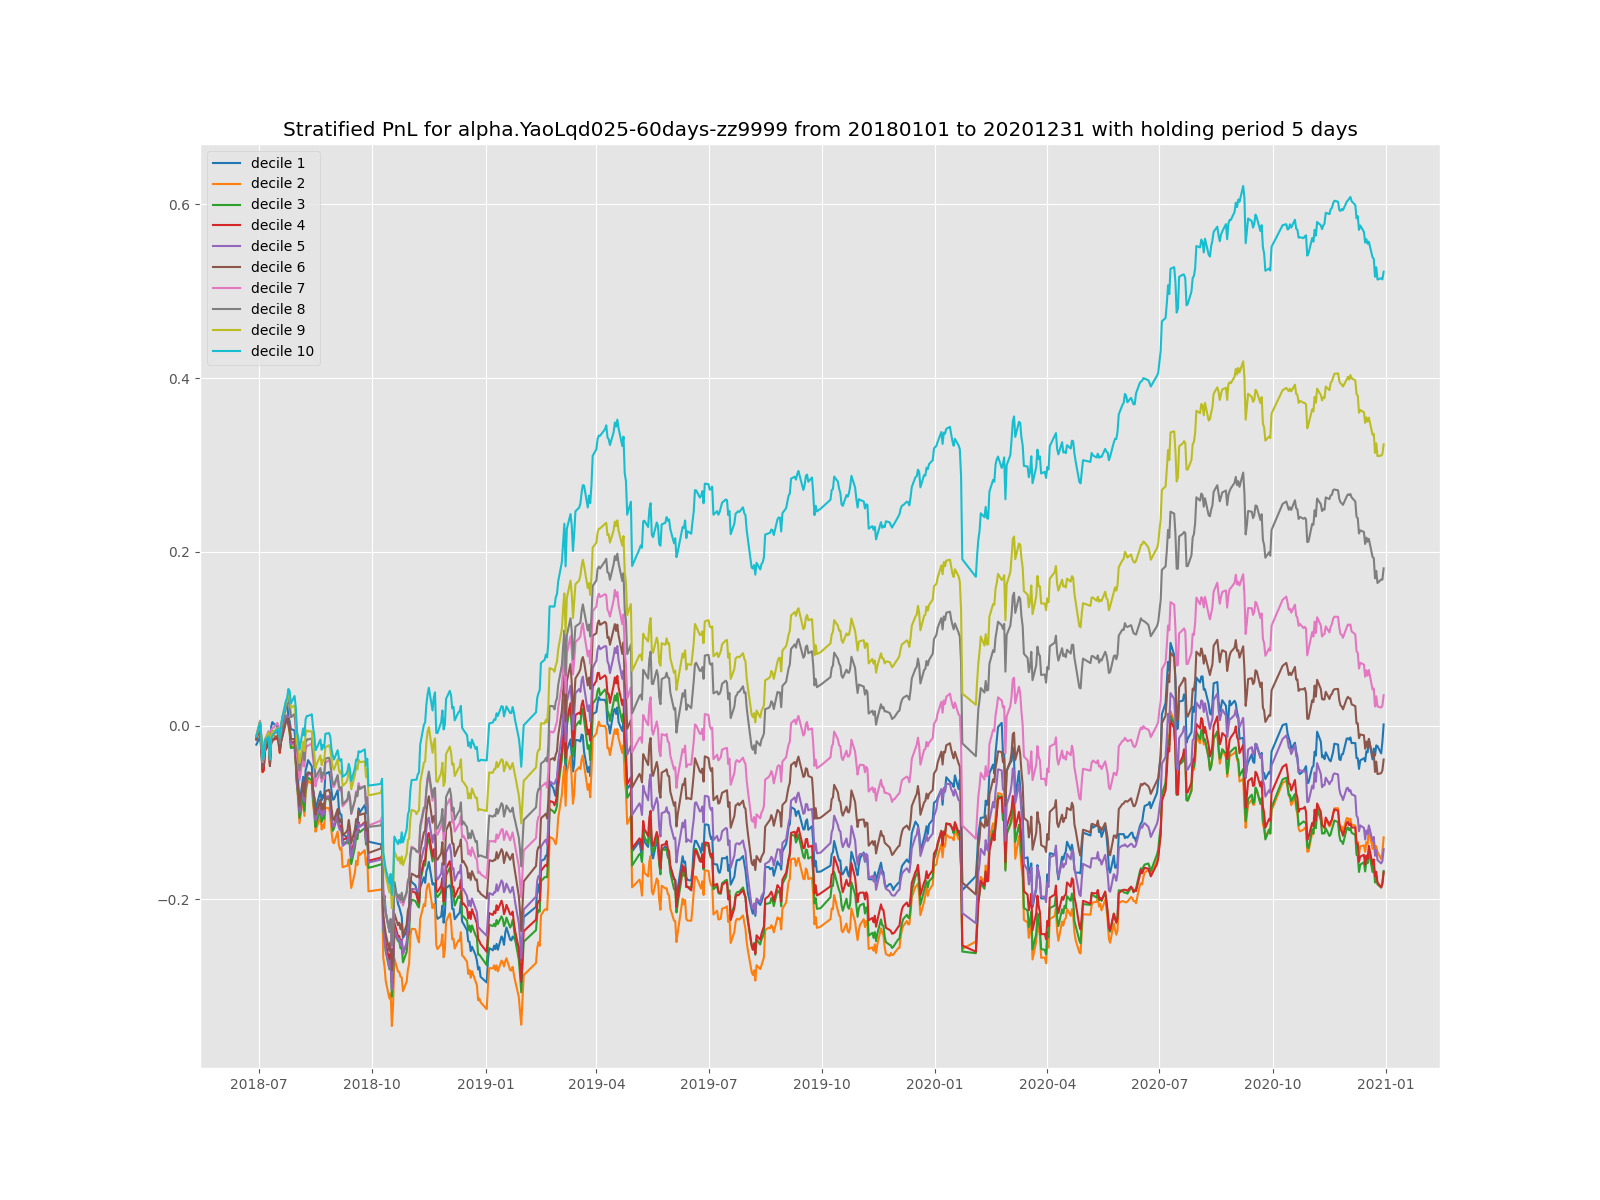 Stratified PnL for alpha.YaoLqd025-60days-zz9999 from 20180101 to 20201231 with holding period 5 days
decile 1
decile 2
decile 3
decile 4
decile 5
decile 6
decile 7
decile 8
decile 9
decile 10
0.6
0.4
0.2
0.0
−0.2
2018-07 2018-10 2019-01 2019-04 2019-07 2019-10 2020-01 2020-04 2020-07 2020-10 2021-01